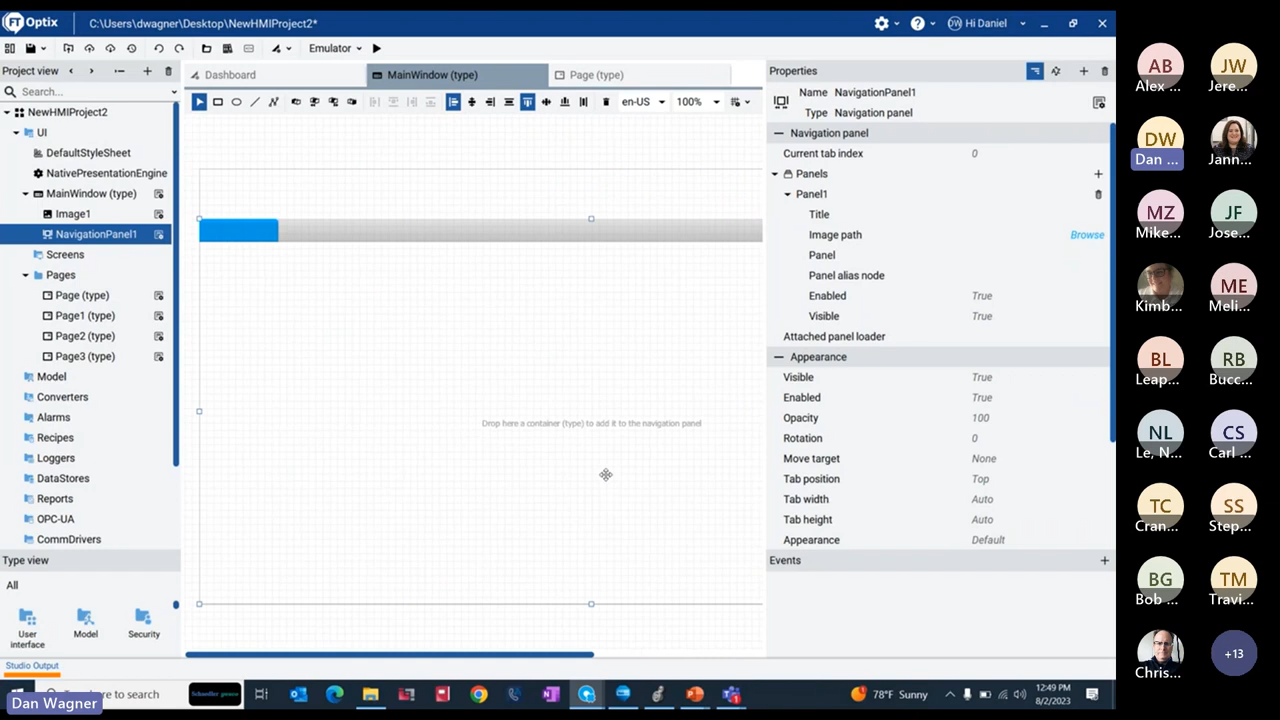 FT Optix
C:\Users\dwagner\Desktop\NewHMIProject2*
DW Hi Daniel
Emulator
Project view
Search...
NewHMIProject2
UI
DefaultStyleSheet
NativePresentationEngine
MainWindow (type)
Image1
NavigationPanel1
Screens
Pages
Page (type)
Page1 (type)
Page2 (type)
Page3 (type)
Model
Converters
Alarms
Recipes
Loggers
DataStores
Reports
OPC-UA
CommDrivers
Type view
All
User interface
Model
Security
Studio Output
Dashboard
MainWindow (type)
Page (type)
en-US
100%
Drop here a container (type) to add it to the navigation panel
Properties
Name NavigationPanel1
Type Navigation panel
Navigation panel
Current tab index 0
Panels
Panel1
Title
Image path Browse
Panel
Panel alias node
Enabled True
Visible True
Attached panel loader
Appearance
Visible True
Enabled True
Opacity 100
Rotation 0
Move target None
Tab position Top
Tab width Auto
Tab height Auto
Appearance Default
Events
AB
Alex ...
JW
Jere...
DW
Dan ...
Jann...
MZ
Mike...
JF
Jose...
Kimb...
ME
Meli...
BL
Leap...
RB
Bucc...
NL
Le, N...
CS
Carl ...
TC
Cran...
SS
Step...
BG
Bob ...
TM
Travi...
Chris...
+13
to search
78°F Sunny
12:49 PM
8/2/2023
Dan Wagner